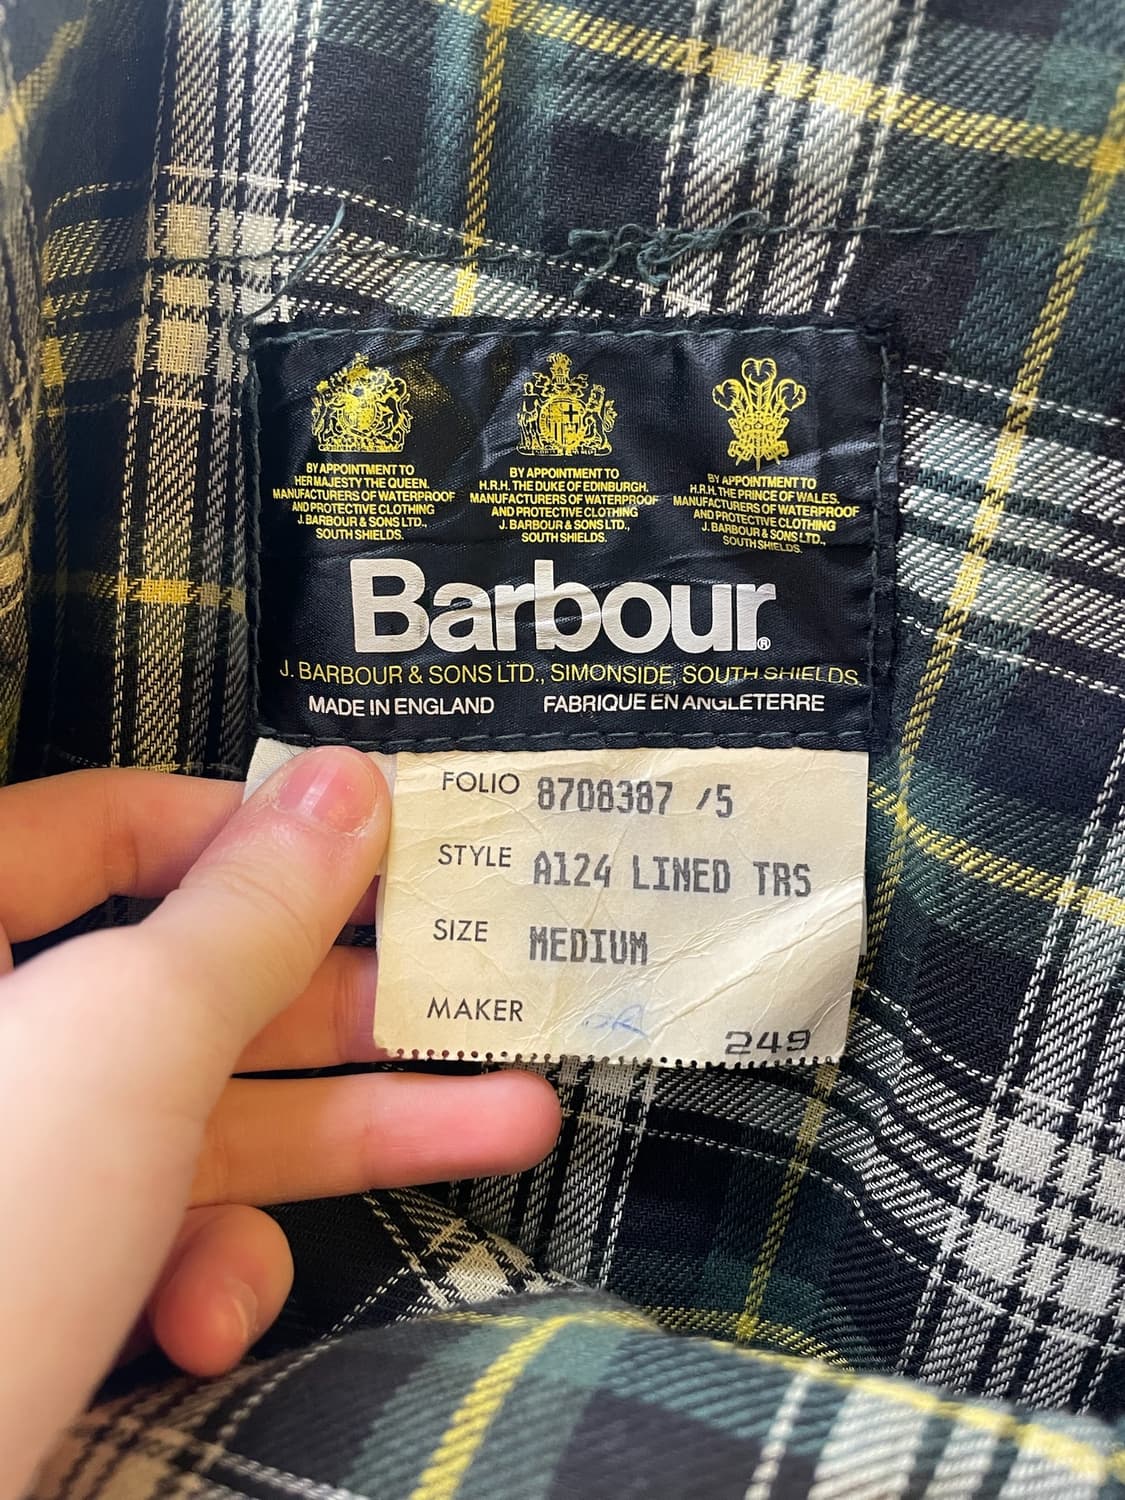 BY APPOINTMENT TO
HER MAJESTY THE QUEEN.
MANUFACTURERS OF WATERPROOF
AND PROTECTIVE CLOTHING
J. BARBOUR & SONS LTD.,
SOUTH SHIELDS.
BY APPOINTMENT TO
H.R.H. THE DUKE OF EDINBURGH.
MANUFACTURERS OF WATERPROOF
AND PROTECTIVE CLOTHING
J. BARBOUR & SONS LTD.,
SOUTH SHIELDS.
BY APPOINTMENT TO
H.R.H. THE PRINCE OF WALES.
MANUFACTURERS OF WATERPROOF
AND PROTECTIVE CLOTHING
J. BARBOUR & SONS LTD.,
SOUTH SHIELDS.
Barbour®
J. BARBOUR & SONS LTD., SIMONSIDE, SOUTH SHIELDS.
MADE IN ENGLAND FABRIQUE EN ANGLETERRE
FOLIO 8708387 /5
STYLE A124 LINED TRS
SIZE MEDIUM
MAKER
249